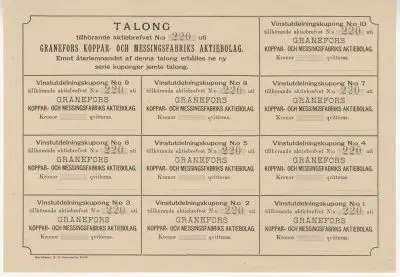 TALONG
tillhörande aktiebrefvet No 220 uti
GRANEFORS KOPPAR- OCH MESSINGSFABRIKS AKTIEBOLAG.
Emot återlemnandet af denna talong erhålles ne ny
serie kuponger jemte talong.
Vinstutdelningskupong No 10
tillhörande aktiebrefvet No 220 uti
GRANEFORS
KOPPAR- OCH MESSINGSFABRIKS AKTIEBOLAG.
Kronor qvitteras.
Vinstutdelningskupong No 9
tillhörande aktiebrefvet No 220 uti
GRANEFORS
KOPPAR- OCH MESSINGSFABRIKS AKTIEBOLAG.
Kronor qvitteras.
Vinstutdelningskupong No 8
tillhörande aktiebrefvet No 220 uti
GRANEFORS
KOPPAR- OCH MESSINGSFABRIKS AKTIEBOLAG.
Kronor qvitteras.
Vinstutdelningskupong No 7
tillhörande aktiebrefvet No 220 uti
GRANEFORS
KOPPAR- OCH MESSINGSFABRIKS AKTIEBOLAG.
Kronor qvitteras.
Vinstutdelningskupong No 6
tillhörande aktiebrefvet No 220 uti
GRANEFORS
KOPPAR- OCH MESSINGSFABRIKS AKTIEBOLAG.
Kronor qvitteras.
Vinstutdelningskupong No 5
tillhörande aktiebrefvet No 220 uti
GRANEFORS
KOPPAR- OCH MESSINGSFABRIKS AKTIEBOLAG.
Kronor qvitteras.
Vinstutdelningskupong No 4
tillhörande aktiebrefvet No 220 uti
GRANEFORS
KOPPAR- OCH MESSINGSFABRIKS AKTIEBOLAG.
Kronor qvitteras.
Vinstutdelningskupong No 3
tillhörande aktiebrefvet No 220 uti
GRANEFORS
KOPPAR- OCH MESSINGSFABRIKS AKTIEBOLAG.
Kronor qvitteras.
Vinstutdelningskupong No 2
tillhörande aktiebrefvet No 220 uti
GRANEFORS
KOPPAR- OCH MESSINGSFABRIKS AKTIEBOLAG.
Kronor qvitteras.
Vinstutdelningskupong No 1
tillhörande aktiebrefvet No 220 uti
GRANEFORS
KOPPAR- OCH MESSINGSFABRIKS AKTIEBOLAG.
Kronor qvitteras.